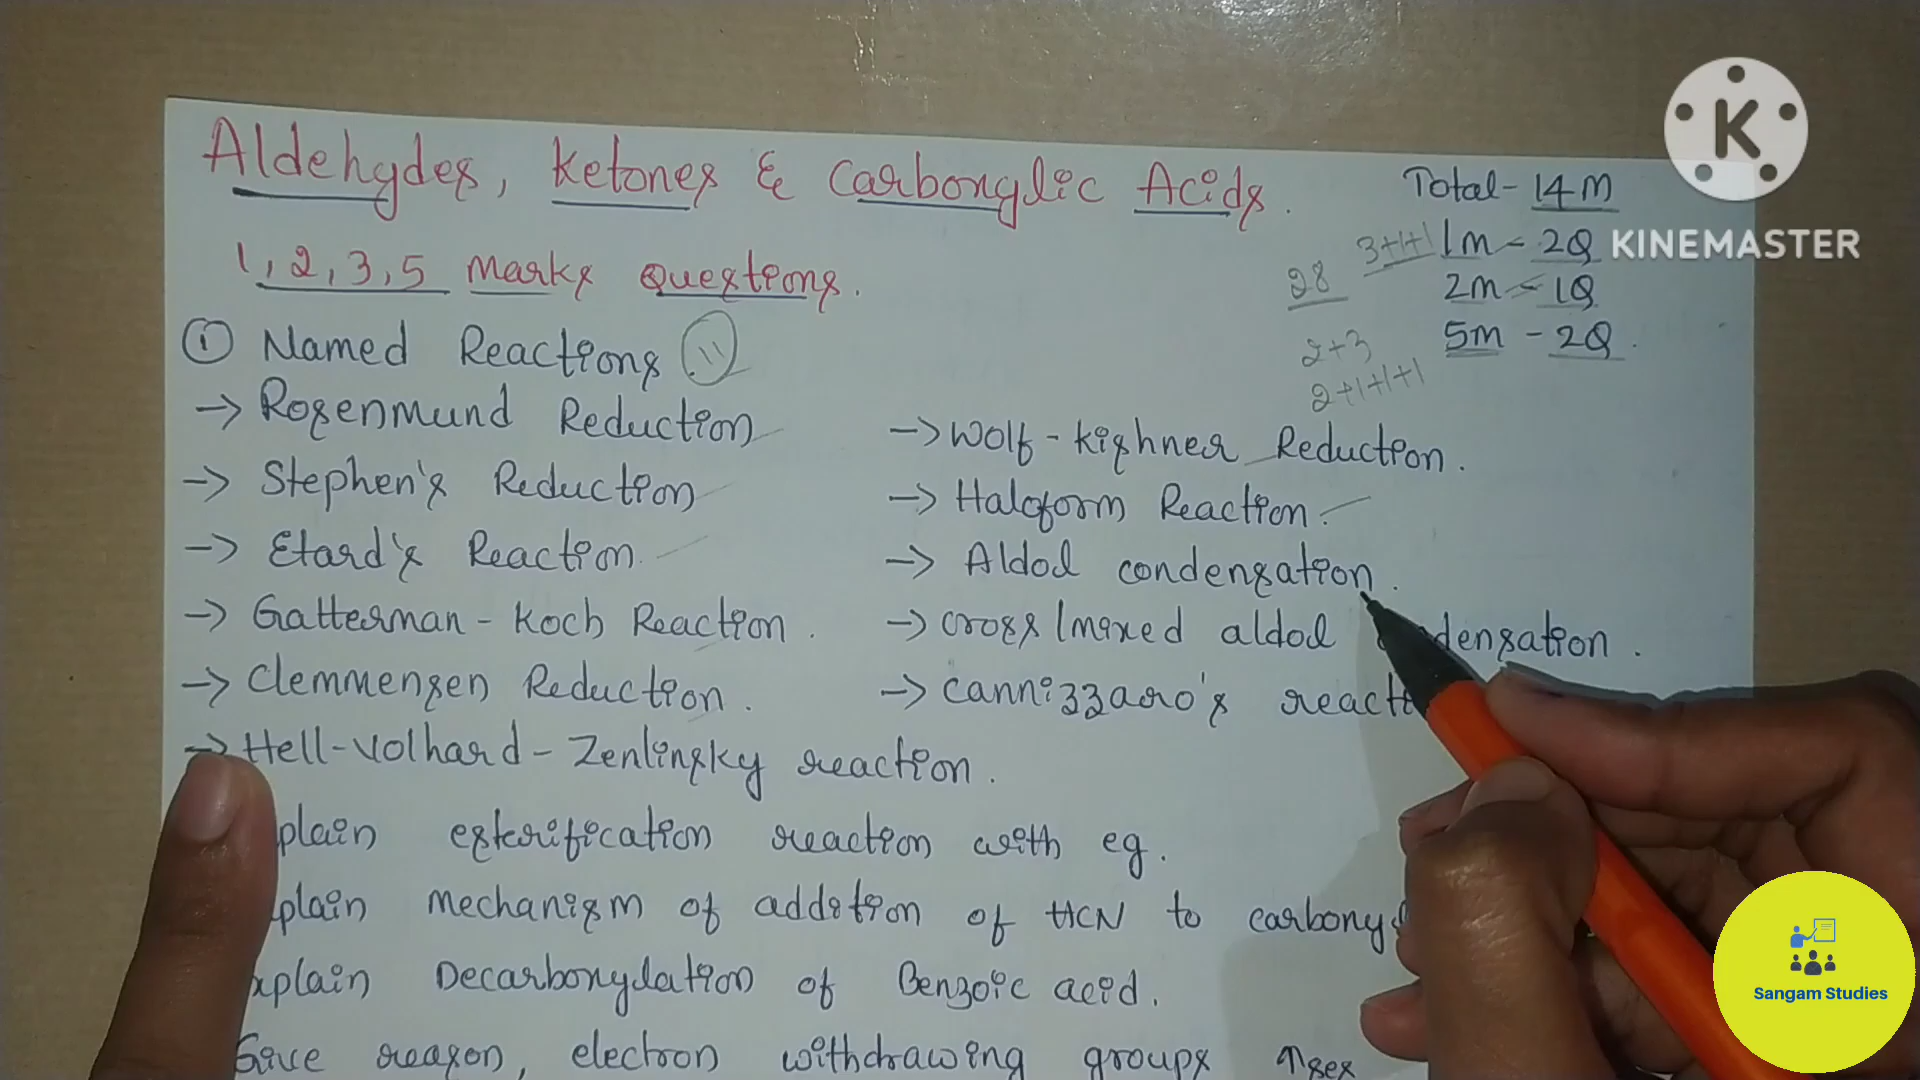 Aldehydes, Ketones & Carboxylic Acids.
1, 2, 3, 5 Marks Questions.
Total - 14M
1M - 2Q
2M - 1Q
5M - 2Q.
3+1+1
28
2+3
2+1+1+1
① Named Reactions 11
-> Rosenmund Reduction
-> Stephen's Reduction
-> Etard's Reaction
-> Gatterman - Koch Reaction.
-> Clemmensen Reduction.
-> Hell-Volhard - Zenlinsky reaction.
-> Wolf - Kishner Reduction.
-> Haloform Reaction.
-> Aldol condensation.
-> cross/mixed aldol condensation.
-> Cannizzaro's
plain esterification reaction with eg.
plain mechanism of addition of HCN to
xplain Decarboxylation of Benzoic acid.
Give reason, electron withdrawing groups
KINEMASTER
Sangam Studies